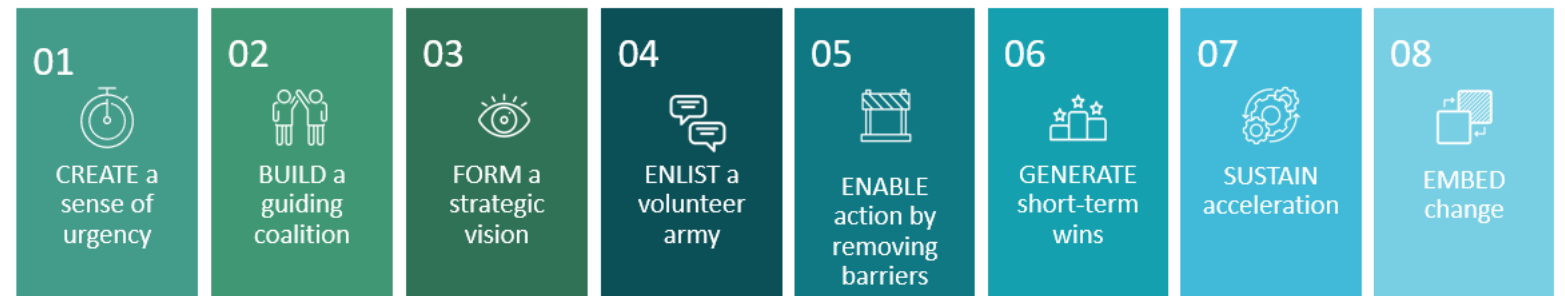 01
CREATE a
sense of
urgency
02
BUILD a
guiding
coalition
03
FORM a
strategic
vision
04
ENLIST a
volunteer
army
05
ENABLE
action by
removing
barriers
06
GENERATE
short-term
wins
07
SUSTAIN
acceleration
08
EMBED
change